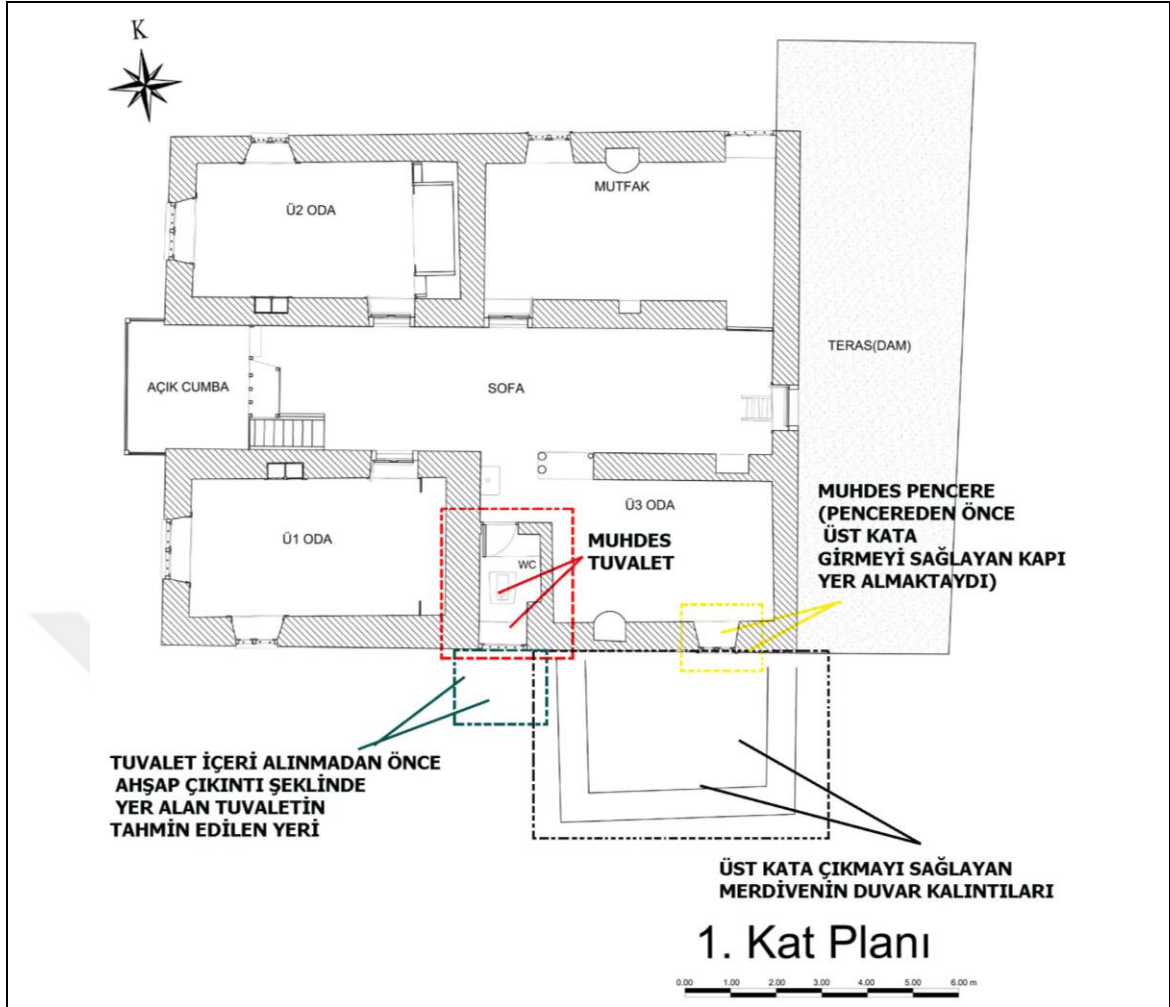 K
Ü2 ODA
MUTFAK
TERAS(DAM)
AÇIK CUMBA
SOFA
Ü1 ODA
Ü3 ODA
WC
MUHDES
TUVALET
MUHDES PENCERE
(PENCEREDEN ÖNCE
ÜST KATA
GİRMEYİ SAĞLAYAN KAPI
YER ALMAKTAYDI)
TUVALET İÇERİ ALINMADAN ÖNCE
AHŞAP ÇIKINTI ŞEKLİNDE
YER ALAN TUVALETİN
TAHMİN EDİLEN YERİ
ÜST KATA ÇIKMAYI SAĞLAYAN
MERDİVENİN DUVAR KALINTILARI
1. Kat Planı
0.00 1.00 2.00 3.00 4.00 5.00 6.00 m